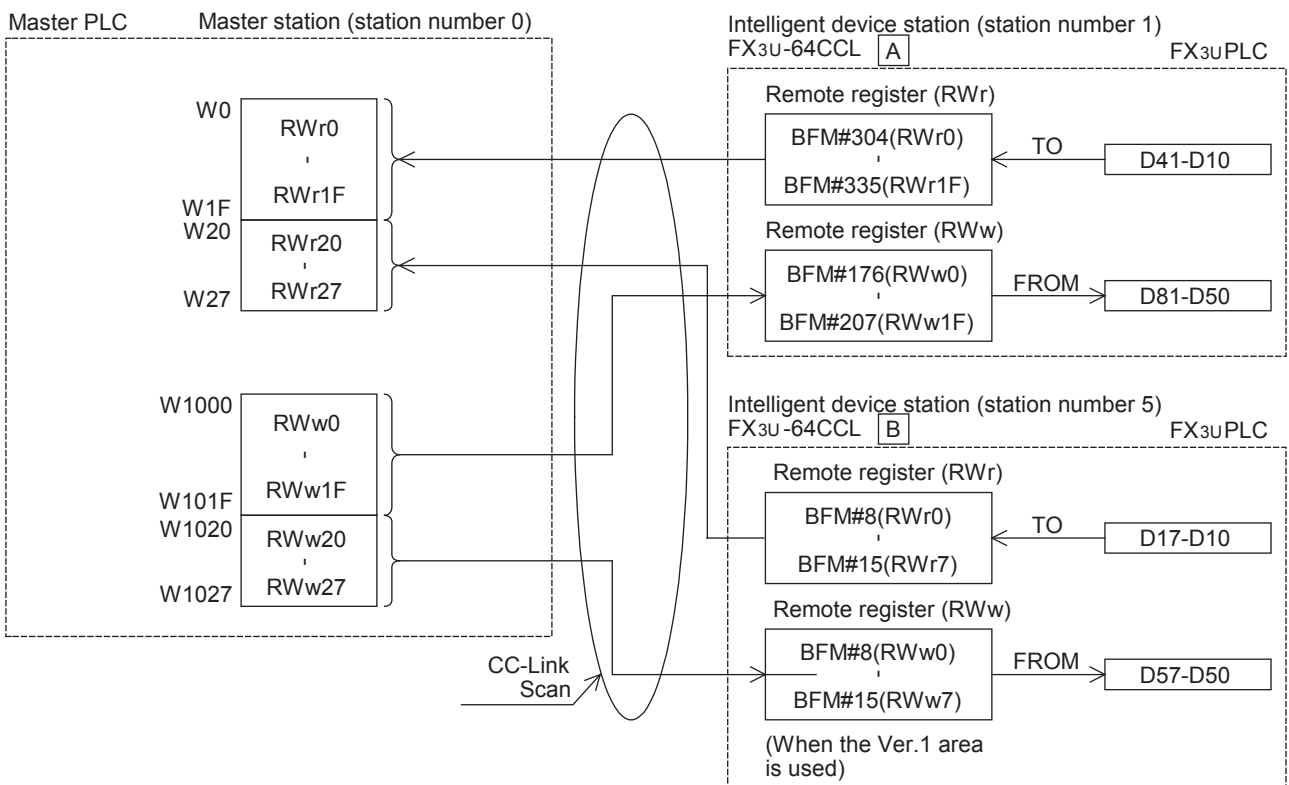 Master PLC
Master station (station number 0)
W0
RWr0
RWr1F
W1F
W20
RWr20
RWr27
W27
W1000
RWw0
RWw1F
W101F
W1020
RWw20
RWw27
W1027
CC-Link
Scan
Intelligent device station (station number 1)
FX3U-64CCL A
FX3UPLC
Remote register (RWr)
BFM#304(RWr0)
BFM#335(RWr1F)
TO
D41-D10
Remote register (RWw)
BFM#176(RWw0)
BFM#207(RWw1F)
FROM
D81-D50
Intelligent device station (station number 5)
FX3U-64CCL B
FX3UPLC
Remote register (RWr)
BFM#8(RWr0)
BFM#15(RWr7)
TO
D17-D10
Remote register (RWw)
BFM#8(RWw0)
BFM#15(RWw7)
FROM
D57-D50
(When the Ver.1 area
is used)